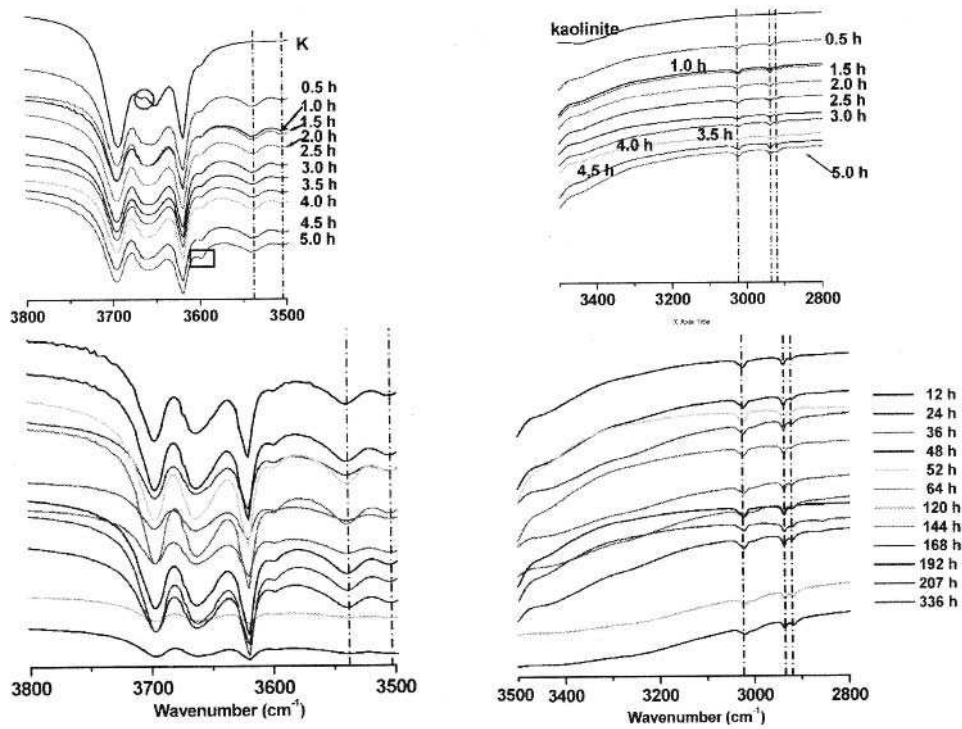 K
0.5 h
1.0 h
1.5 h
2.0 h
2.5 h
3.0 h
3.5 h
4.0 h
4.5 h
5.0 h
3800 3700 3600 3500
kaolinite
0.5 h
1.0 h
1.5 h
2.0 h
2.5 h
3.0 h
3.5 h
4.0 h
4.5 h
5.0 h
3400 3200 3000 2800
X Axis Title
3800 3700 3600 3500
Wavenumber (cm-1)
12 h
24 h
36 h
48 h
52 h
64 h
120 h
144 h
168 h
192 h
207 h
336 h
3500 3400 3200 3000 2800
Wavenumber (cm-1)